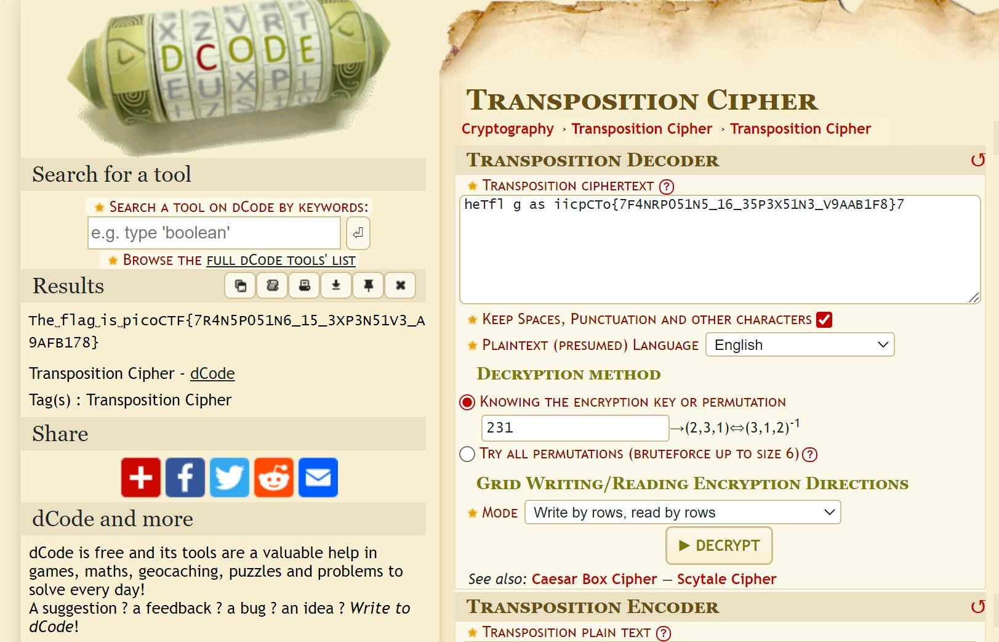 X Z V R T
DCODE
E U X P L
Search for a tool
★ Search a tool on dCode by keywords:
e.g. type 'boolean'
★ Browse the full dCode tools' list
Results
The␣flag␣is␣picoCTF{7R4N5P051N6_15_3XP3N51V3_A
9AFB178}
Transposition Cipher - dCode
Tag(s) : Transposition Cipher
Share
dCode and more
dCode is free and its tools are a valuable help in
games, maths, geocaching, puzzles and problems to
solve every day!
A suggestion ? a feedback ? a bug ? an idea ? Write to
dCode!
Transposition Cipher
Cryptography › Transposition Cipher › Transposition Cipher
Transposition Decoder
★ Transposition ciphertext ?
heTfl g as iicpCTo{7F4NRP051N5_16_35P3X51N3_V9AAB1F8}7
★ Keep Spaces, Punctuation and other characters
★ Plaintext (presumed) Language English
Decryption method
Knowing the encryption key or permutation
231 →(2,3,1)⇔(3,1,2)⁻¹
Try all permutations (bruteforce up to size 6) ?
Grid Writing/Reading Encryption Directions
★ Mode Write by rows, read by rows
▶ DECRYPT
See also: Caesar Box Cipher — Scytale Cipher
Transposition Encoder
★ Transposition plain text ?